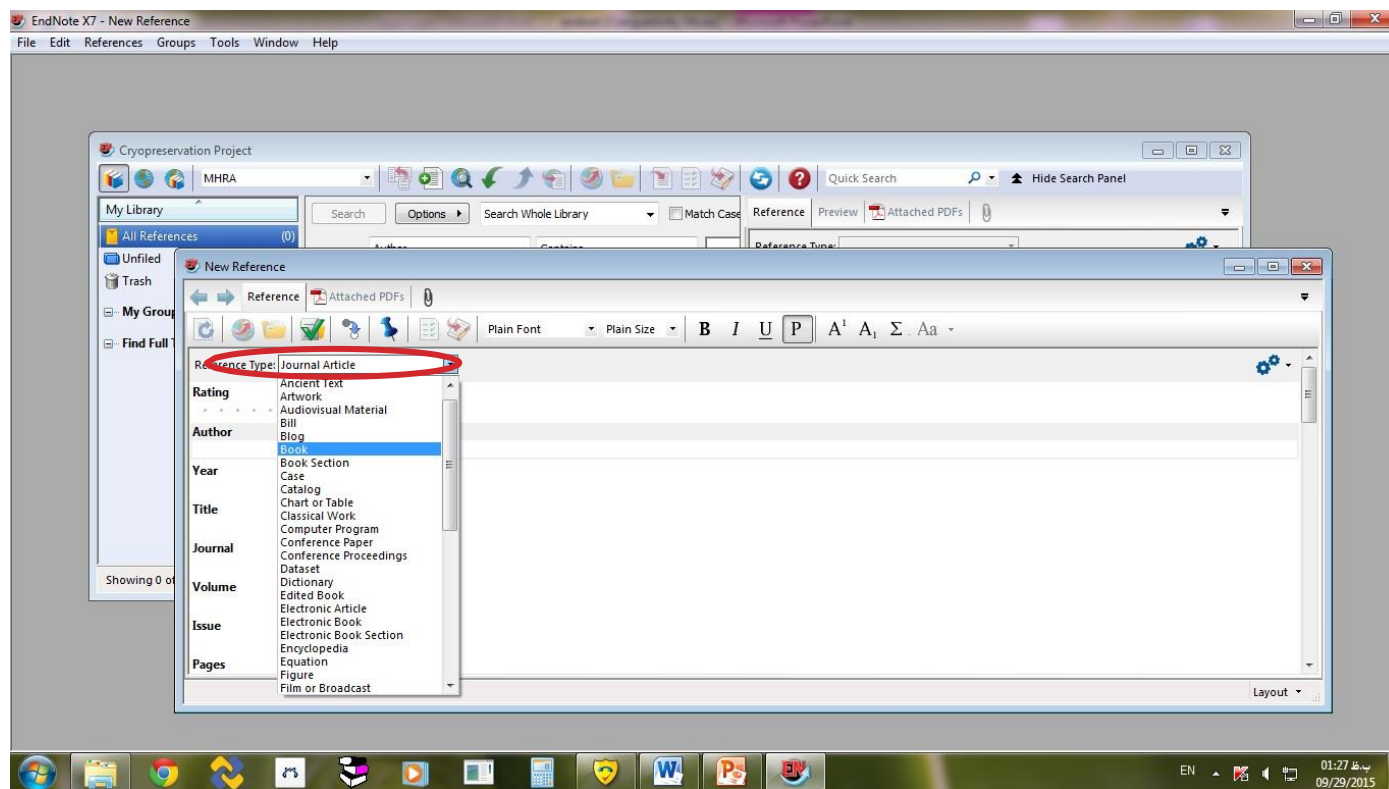 EndNote X7 - New Reference
File Edit References Groups Tools Window Help
Cryopreservation Project
MHRA
Quick Search
Hide Search Panel
My Library
Search Options Search Whole Library Match Case
Reference Preview Attached PDFs
All References (0)
Author Contains
Reference Type:
Unfiled
Trash
My Group
Find Full
Showing 0 of
New Reference
Reference Attached PDFs
Plain Font Plain Size B I U P A1 A1 Σ Aa
Reference Type: Journal Article
Rating
Author
Year
Title
Journal
Volume
Issue
Pages
Ancient Text
Artwork
Audiovisual Material
Bill
Blog
Book
Book Section
Case
Catalog
Chart or Table
Classical Work
Computer Program
Conference Paper
Conference Proceedings
Dataset
Dictionary
Edited Book
Electronic Article
Electronic Book
Electronic Book Section
Encyclopedia
Equation
Figure
Film or Broadcast
Layout
EN
01:27 ب.ظ
09/29/2015